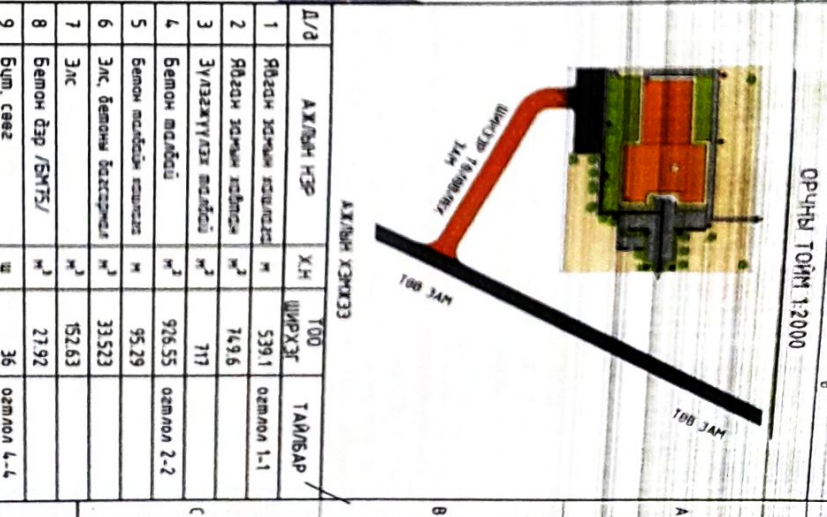 ОРЧНЫ ТОЙМ 1:2000
ШИНЭЭР ТӨЛӨВЛӨХ
ЗАМ
ТӨВ ЗАМ
ТӨВ ЗАМ
АЖЛЫН ХЭМЖЭЭ
Д/д АЖЛЫН НЭР Х.Н ТОО ШИРХЭГ ТАЙЛБАР
1 Явган замын хашлага м 539.1 огтлол 1-1
2 Явган замын хавтан м² 749.6
3 Зүлэгжүүлэх талбай м² 717
4 Бетон талбай м² 926.55 огтлол 2-2
5 Бетон талбайн хашлага м 95.29
6 Элс, бетоны багсармал м³ 33.523
7 Элс м³ 152.63
8 Бетон дэр /БМ75/ м³ 27.92
9 Бут, сөөг ш 36 огтлол 4-4
А
В
С